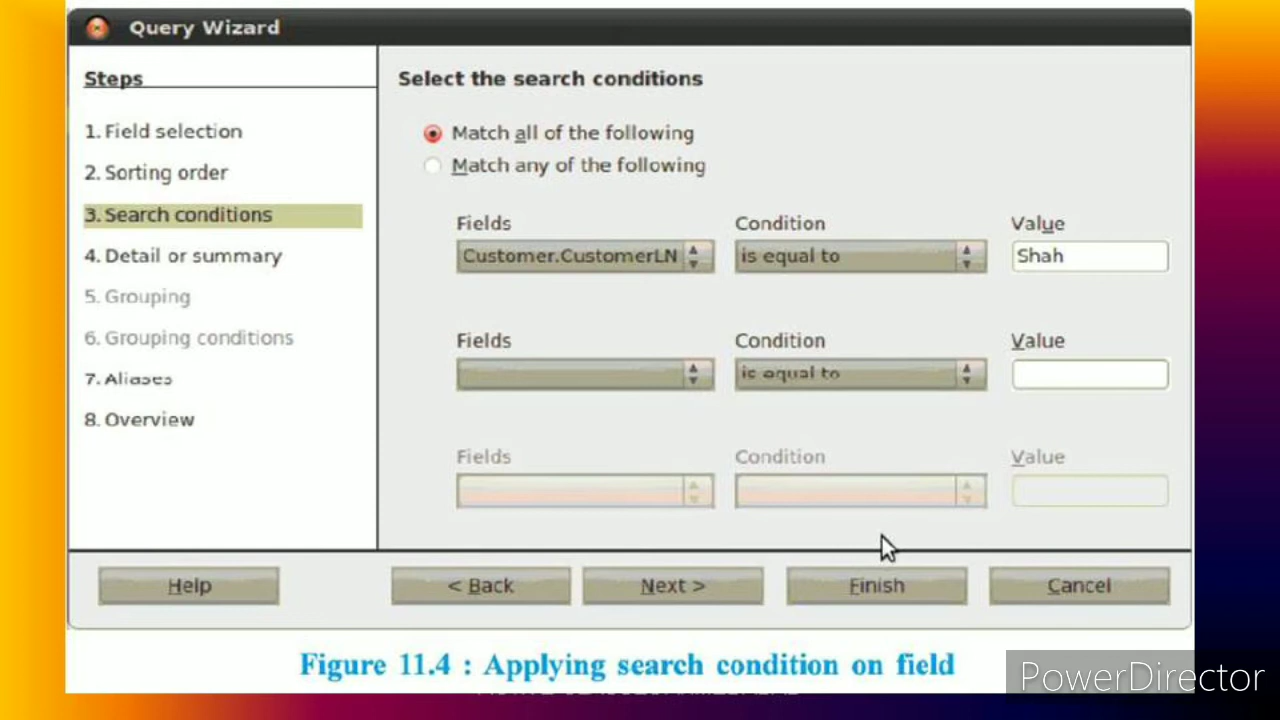 Query Wizard
Steps
1. Field selection
2. Sorting order
3. Search conditions
4. Detail or summary
5. Grouping
6. Grouping conditions
7. Aliases
8. Overview
Select the search conditions
Match all of the following
Match any of the following
Fields Condition Value
Customer.CustomerLN is equal to Shah
Fields Condition Value
is equal to
Fields Condition Value
Help < Back Next > Finish Cancel
Figure 11.4 : Applying search condition on field
PowerDirector